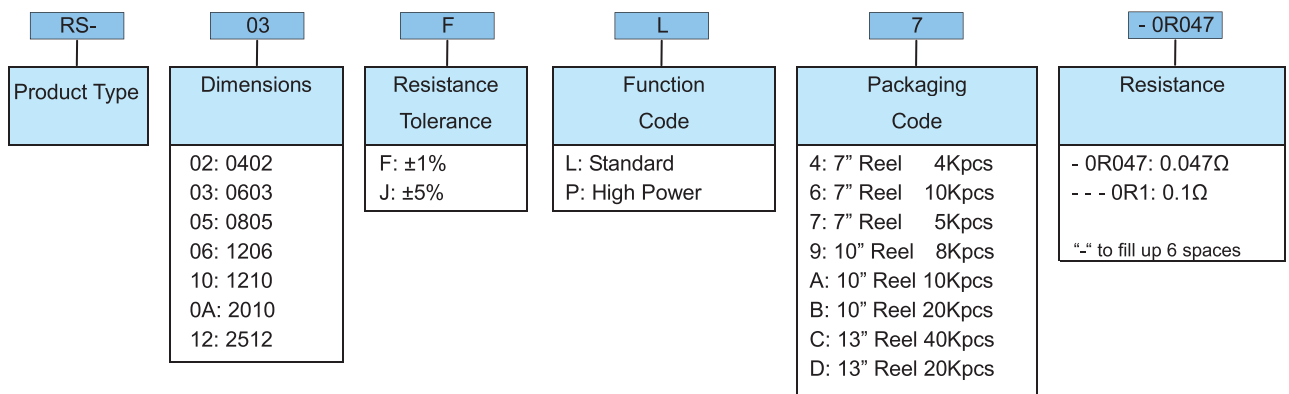 RS- 03 F L 7 - 0R047
Product Type
Dimensions
02: 0402
03: 0603
05: 0805
06: 1206
10: 1210
0A: 2010
12: 2512
Resistance
Tolerance
F: ±1%
J: ±5%
Function
Code
L: Standard
P: High Power
Packaging
Code
4: 7” Reel 4Kpcs
6: 7” Reel 10Kpcs
7: 7” Reel 5Kpcs
9: 10” Reel 8Kpcs
A: 10” Reel 10Kpcs
B: 10” Reel 20Kpcs
C: 13” Reel 40Kpcs
D: 13” Reel 20Kpcs
Resistance
- 0R047: 0.047Ω
- - - 0R1: 0.1Ω
“-“ to fill up 6 spaces